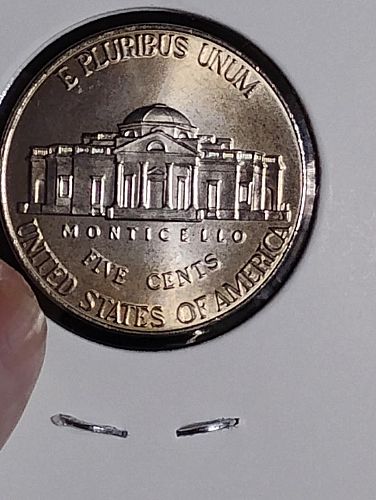 E PLURIBUS UNUM
MONTICELLO
FIVE CENTS
UNITED STATES OF AMERICA